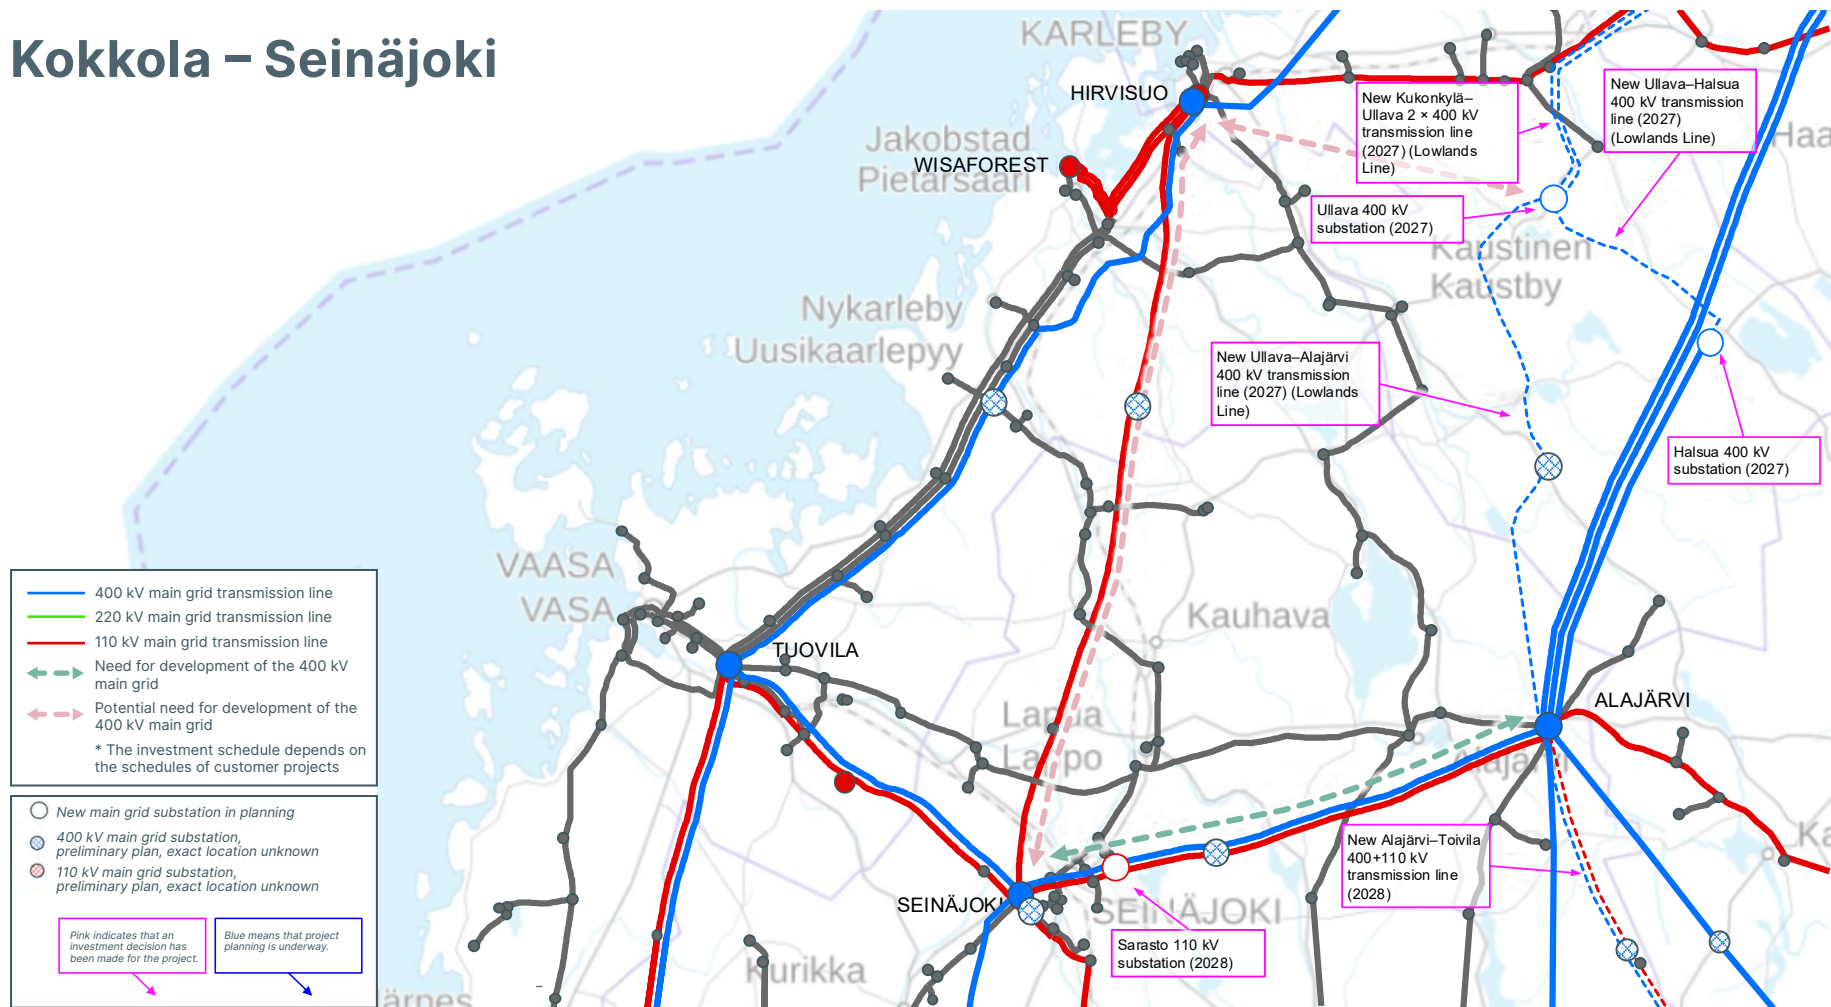 Kokkola – Seinäjoki
KARLEBY
HIRVISUO
Jakobstad
Pietarsaari
WISAFOREST
New Kukonkylä–
Ullava 2 × 400 kV
transmission line
(2027) (Lowlands
Line)
New Ullava–Halsua
400 kV transmission
line (2027)
(Lowlands Line)
Haa
Ullava 400 kV
substation (2027)
Kaustinen
Kaustby
Nykarleby
Uusikaarlepyy
New Ullava–Alajärvi
400 kV transmission
line (2027) (Lowlands
Line)
Halsua 400 kV
substation (2027)
VAASA
VASA
TUOVILA
Kauhava
Lapua
Lappo
ALAJÄRVI
Alajärvi
New Alajärvi–Toivila
400+110 kV
transmission line
(2028)
Ka
SEINÄJOKI
SEINÄJOKI
Sarasto 110 kV
substation (2028)
Kurikka
ärnes
400 kV main grid transmission line
220 kV main grid transmission line
110 kV main grid transmission line
Need for development of the 400 kV
main grid
Potential need for development of the
400 kV main grid
* The investment schedule depends on
the schedules of customer projects
New main grid substation in planning
400 kV main grid substation,
preliminary plan, exact location unknown
110 kV main grid substation,
preliminary plan, exact location unknown
Pink indicates that an
investment decision has
been made for the project.
Blue means that project
planning is underway.